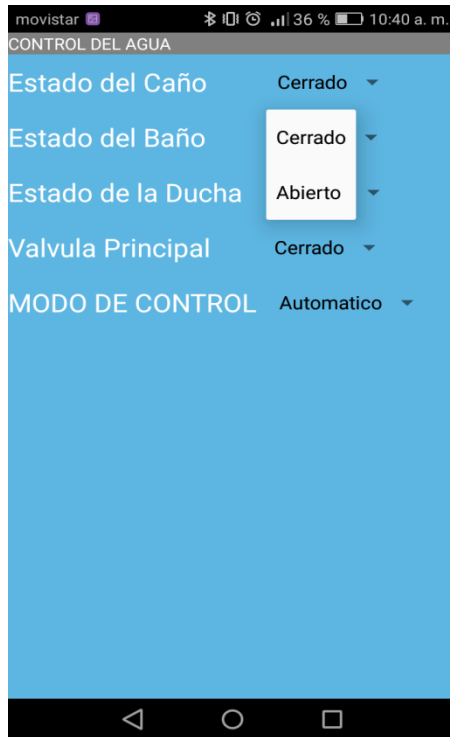 movistar 36 % 10:40 a. m.
CONTROL DEL AGUA
Estado del Caño Cerrado
Estado del Baño Cerrado
Estado de la Ducha Abierto
Valvula Principal Cerrado
MODO DE CONTROL Automatico